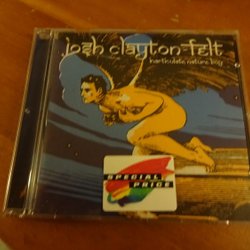 josh clayton-felt
inarticulate nature boy
SPECIAL
PRICE